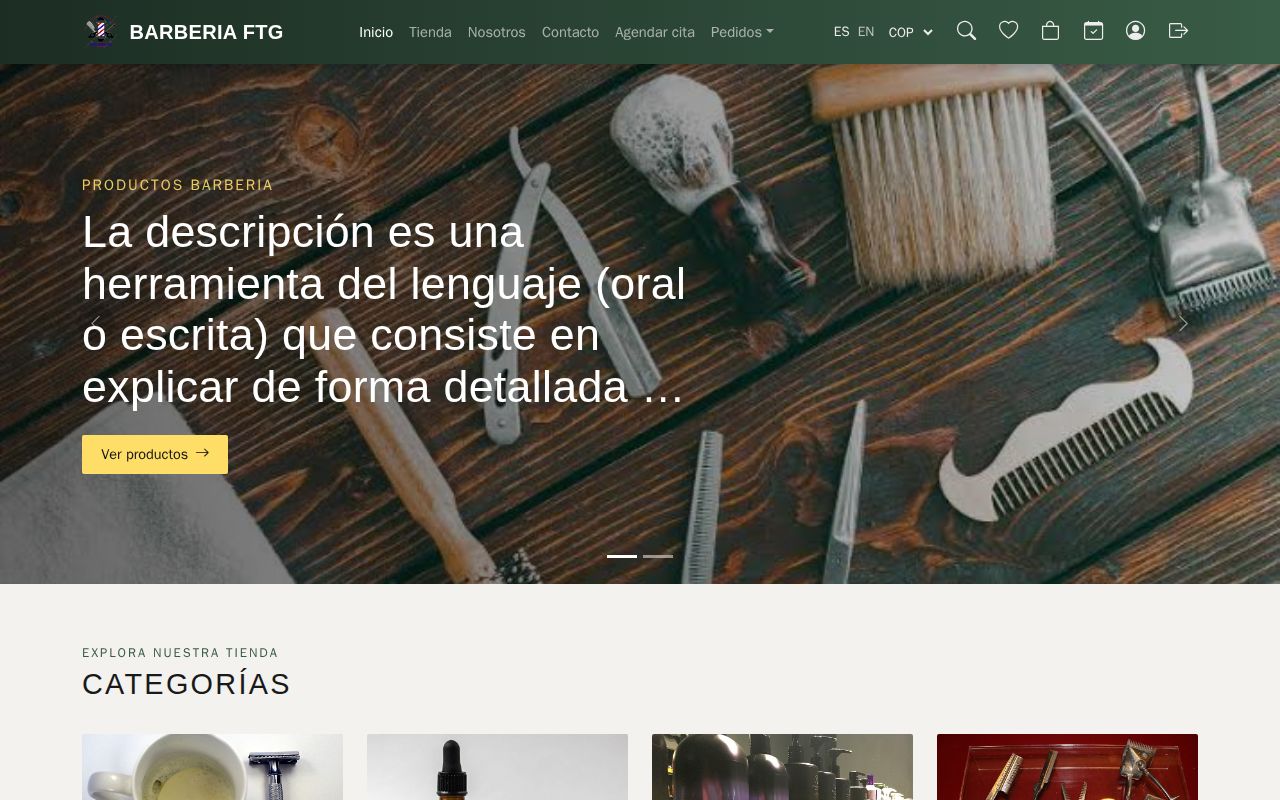 BARBERIA FTG
Inicio Tienda Nosotros Contacto Agendar cita Pedidos
ES EN COP
PRODUCTOS BARBERIA
La descripción es una
herramienta del lenguaje (oral
o escrita) que consiste en
explicar de forma detallada ...
Ver productos →
EXPLORA NUESTRA TIENDA
CATEGORÍAS